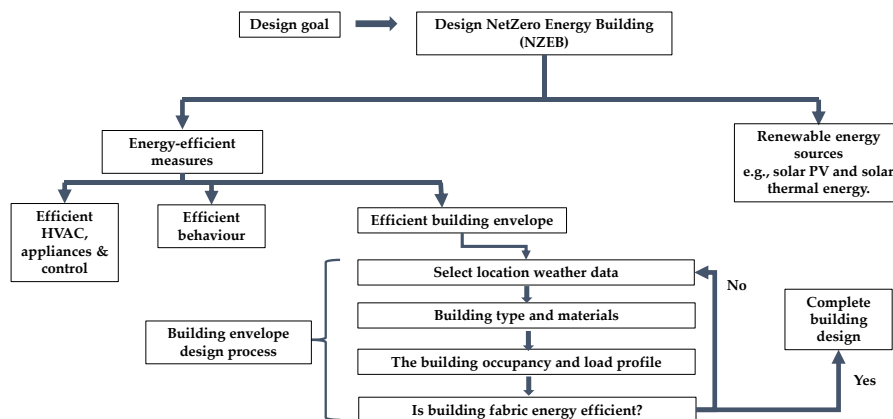 Design goal
Design NetZero Energy Building
(NZEB)
Energy-efficient
measures
Renewable energy
sources
e.g., solar PV and solar
thermal energy.
Efficient
HVAC,
appliances &
control
Efficient
behaviour
Efficient building envelope
Select location weather data
No
Building type and materials
Complete
building
design
Building envelope
design process
The building occupancy and load profile
Yes
Is building fabric energy efficient?